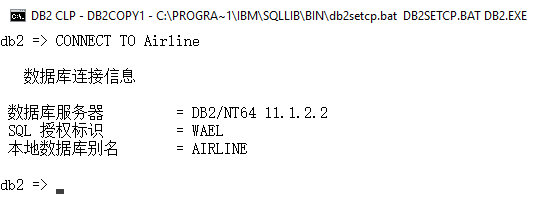 DB2 CLP - DB2COPY1 - C:\PROGRA~1\IBM\SQLLIB\BIN\db2setcp.bat DB2SETCP.BAT DB2.EXE
db2 => CONNECT TO Airline
数据库连接信息
数据库服务器 = DB2/NT64 11.1.2.2
SQL 授权标识 = WAEL
本地数据库别名 = AIRLINE
db2 => _